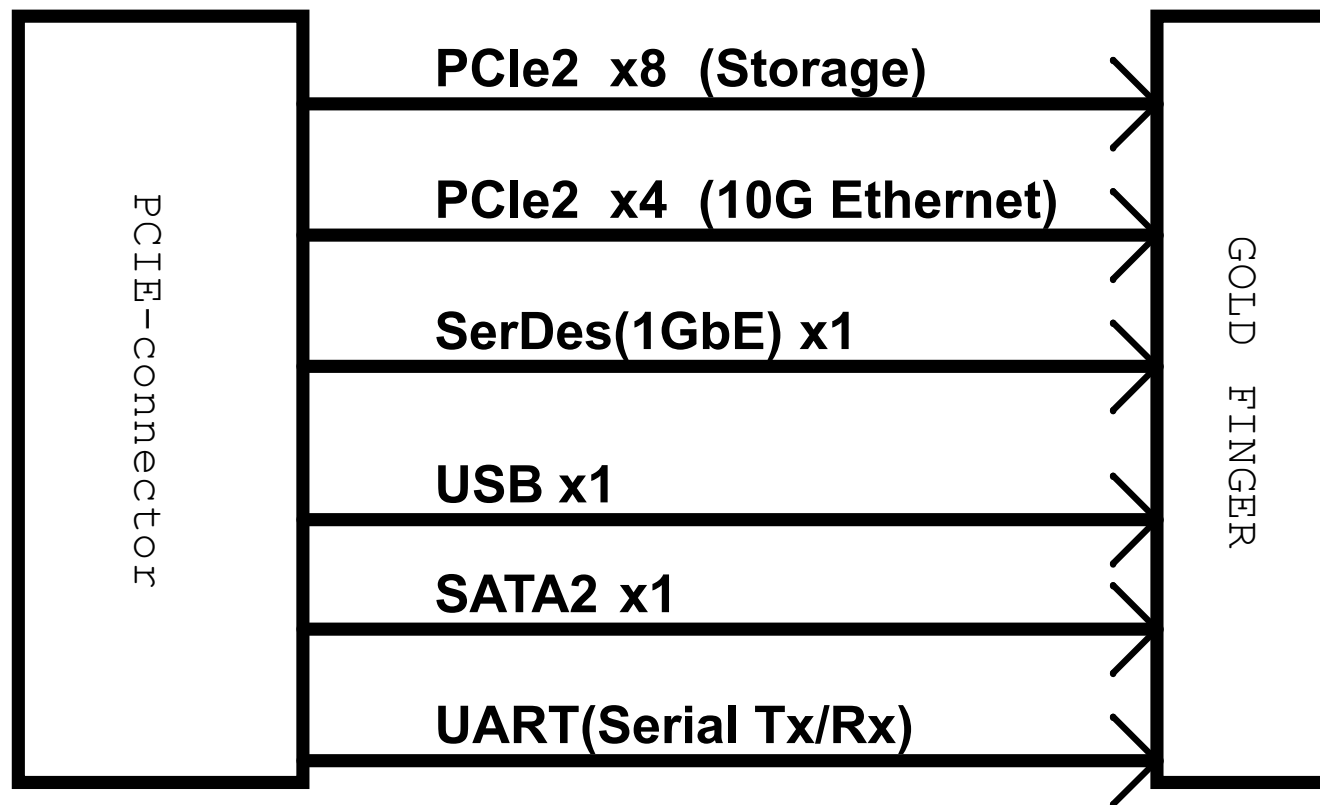 PCIe2 x8 (Storage)
PCIe2 x4 (10G Ethernet)
SerDes(1GbE) x1
USB x1
SATA2 x1
UART(Serial Tx/Rx)
PCIE-connector
GOLD FINGER